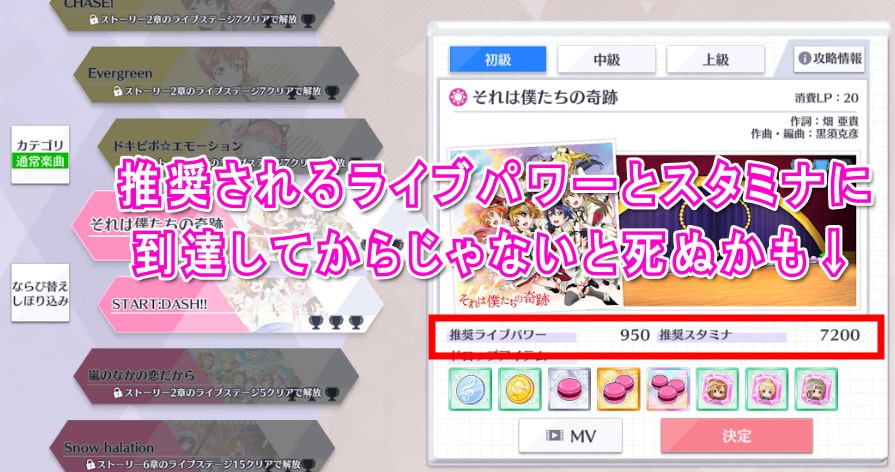 CHASE!
ストーリー2章のライブステージ7クリアで解放
Evergreen
ストーリー2章のライブステージ7クリアで解放
ドキピポ☆エモーション
カテゴリ
通常楽曲
それは僕たちの奇跡
ならび替え
しぼり込み
START:DASH!!
嵐のなかの恋だから
ストーリー2章のライブステージ5クリアで解放
Snow halation
ストーリー6章のライブステージ15クリアで解放
推奨されるライブパワーとスタミナに
到達してからじゃないと死ぬかも↓
初級
中級
上級
攻略情報
それは僕たちの奇跡
消費LP:20
作詞:畑 亜貴
作曲・編曲:黒須克彦
それは僕たちの奇跡
推奨ライブパワー 950 推奨スタミナ 7200
ドロップアイテム
MV
決定